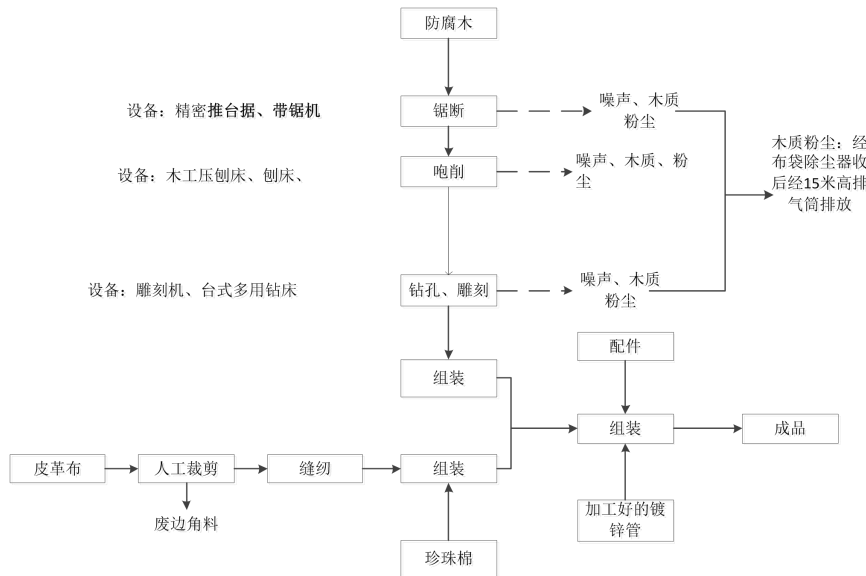 防腐木
设备：精密推台据、带锯机
锯断
噪声、木质
粉尘
木质粉尘：经
布袋除尘器收
后经15米高排
气筒排放
设备：木工压刨床、刨床、
咆削
噪声、木质、粉
尘
设备：雕刻机、台式多用钻床
钻孔、雕刻
噪声、木质
粉尘
配件
组装
组装
成品
皮革布
人工裁剪
缝纫
组装
废边角料
加工好的镀
锌管
珍珠棉